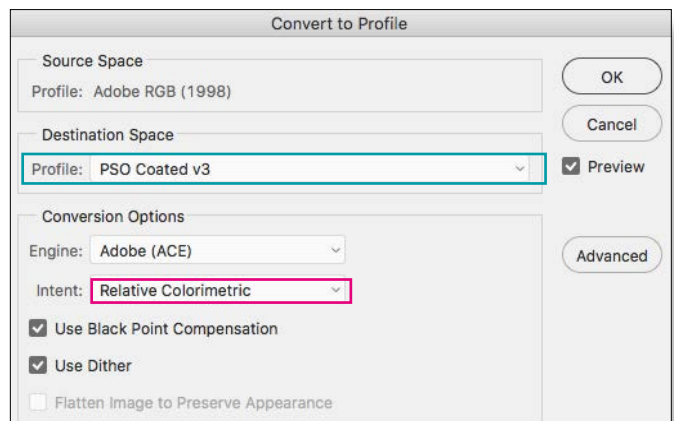 Convert to Profile
Source Space
Profile: Adobe RGB (1998)
OK
Cancel
Destination Space
Profile: PSO Coated v3
Preview
Conversion Options
Engine: Adobe (ACE)
Advanced
Intent: Relative Colorimetric
Use Black Point Compensation
Use Dither
Flatten Image to Preserve Appearance